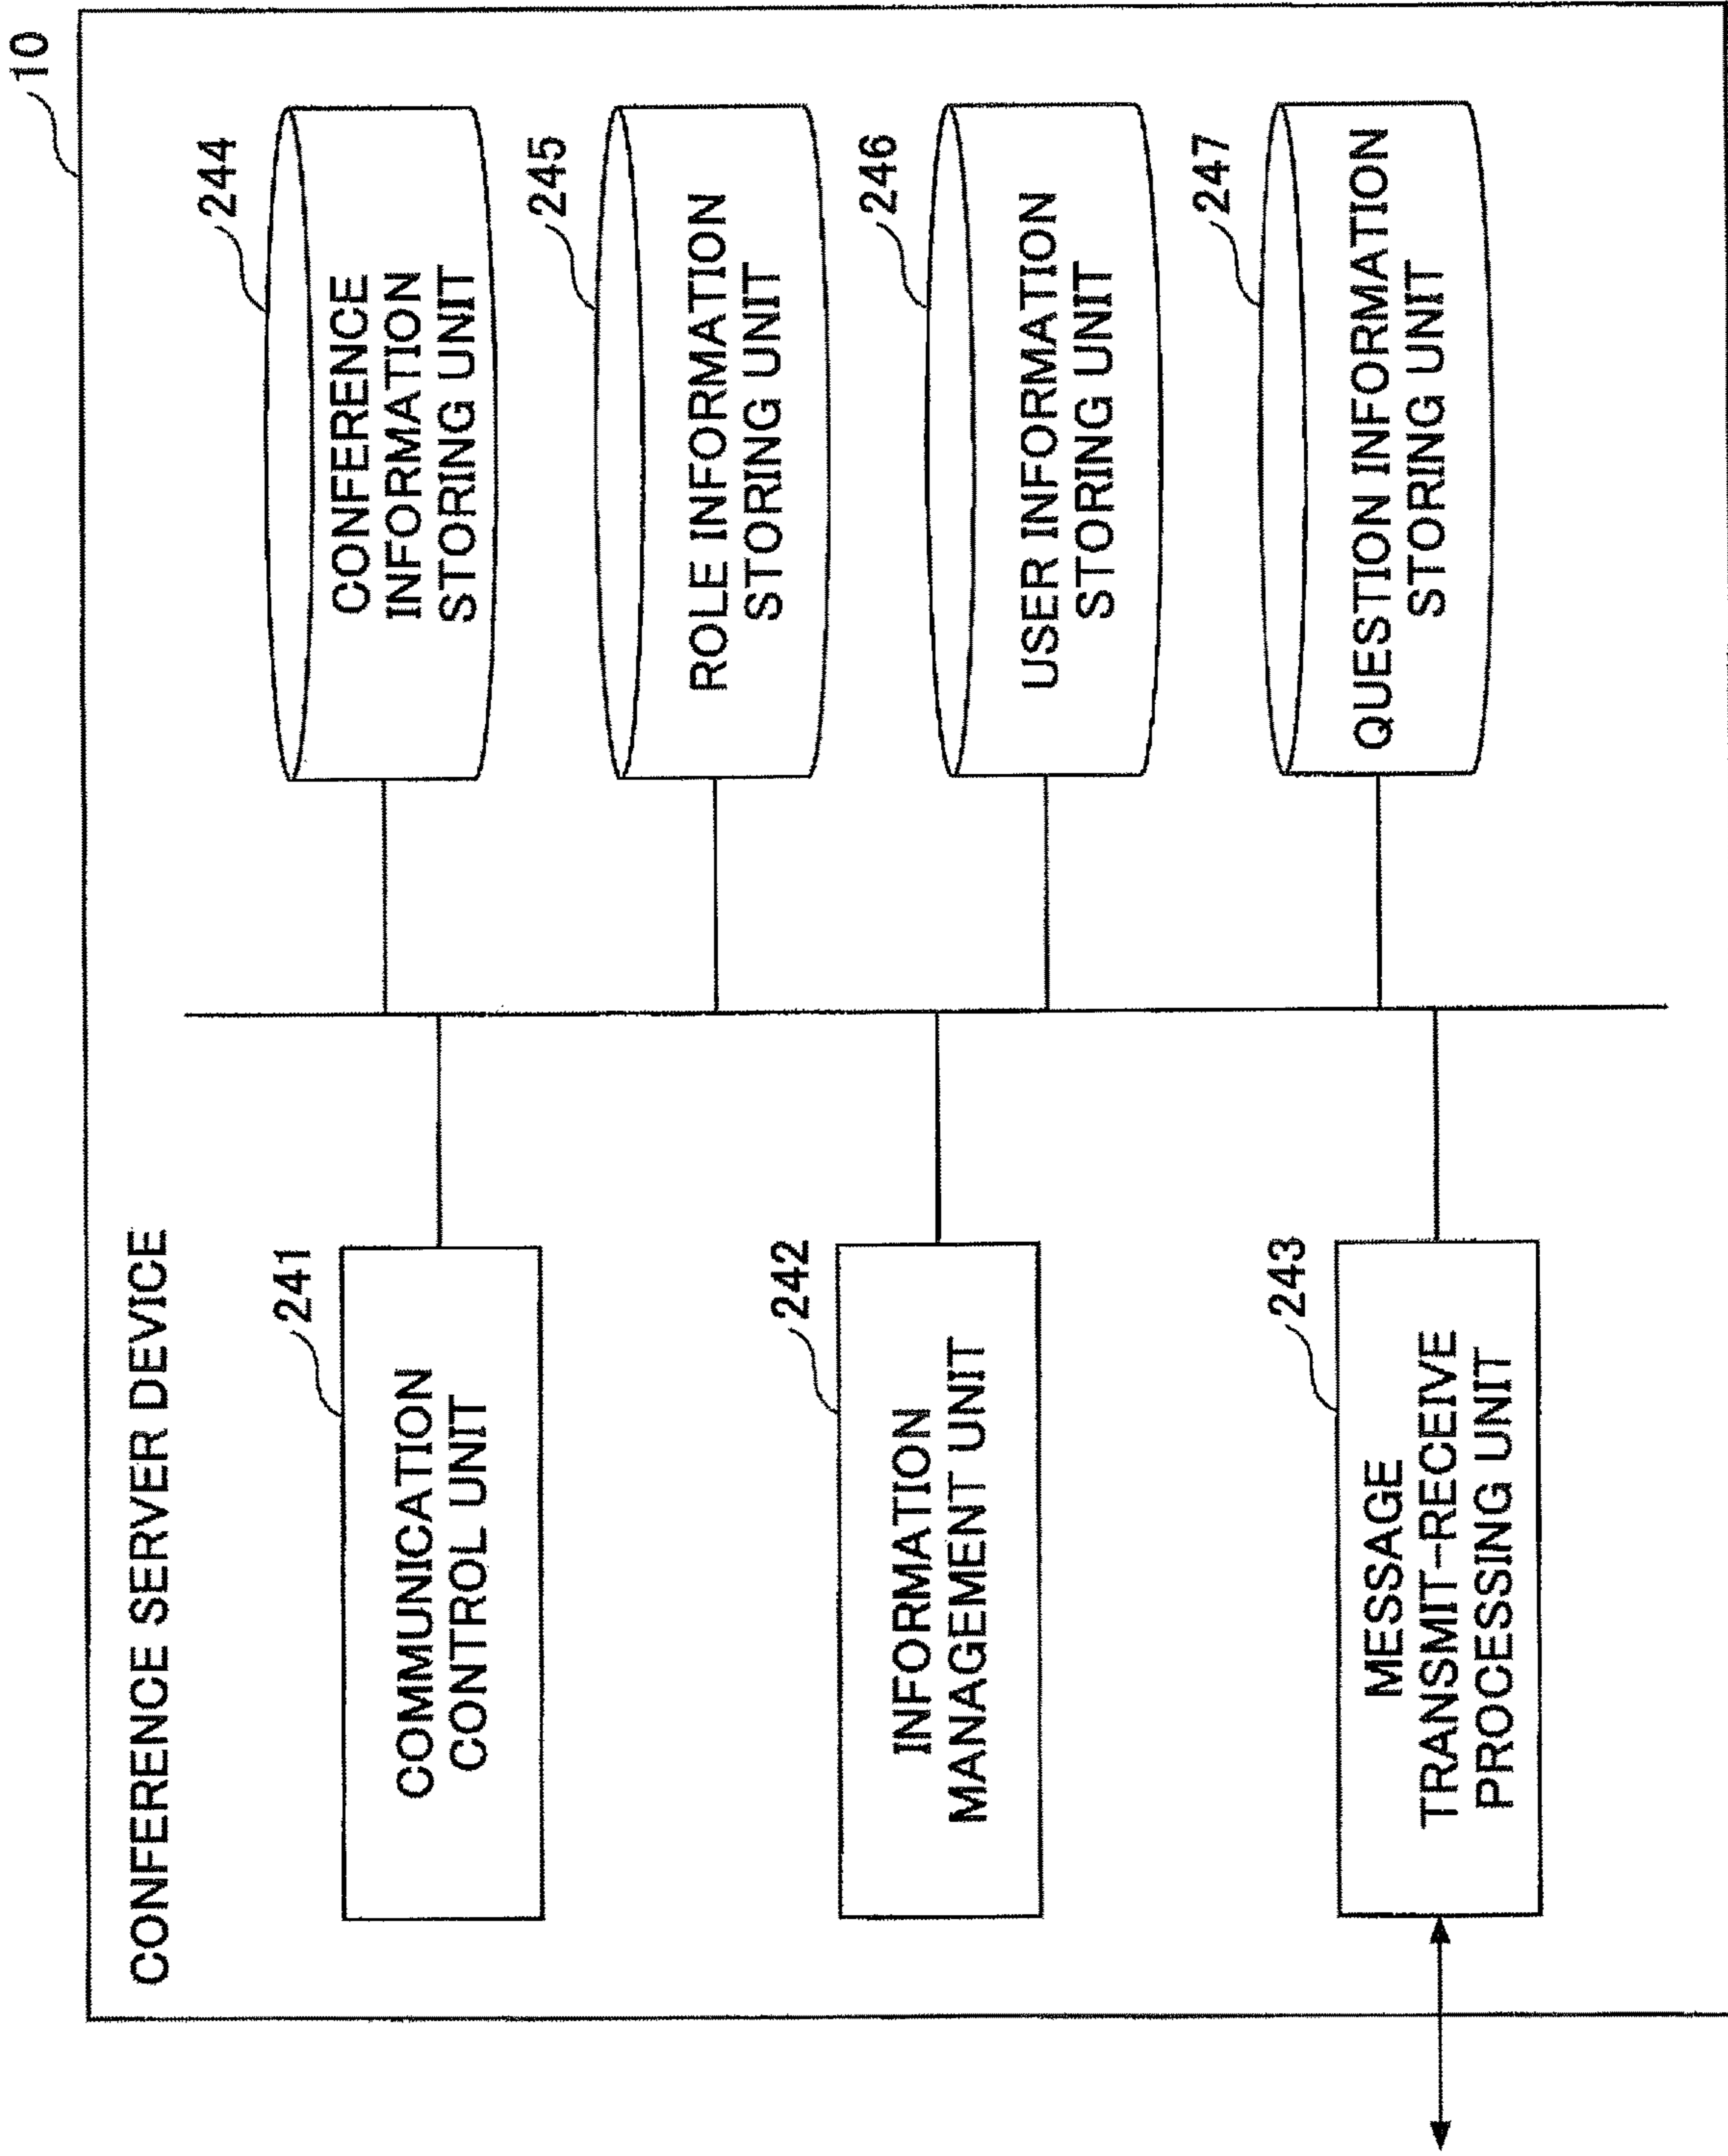 10
CONFERENCE SERVER DEVICE
241
COMMUNICATION
CONTROL UNIT
242
INFORMATION
MANAGEMENT UNIT
243
MESSAGE
TRANSMIT-RECEIVE
PROCESSING UNIT
244
CONFERENCE
INFORMATION
STORING UNIT
245
ROLE INFORMATION
STORING UNIT
246
USER INFORMATION
STORING UNIT
247
QUESTION INFORMATION
STORING UNIT